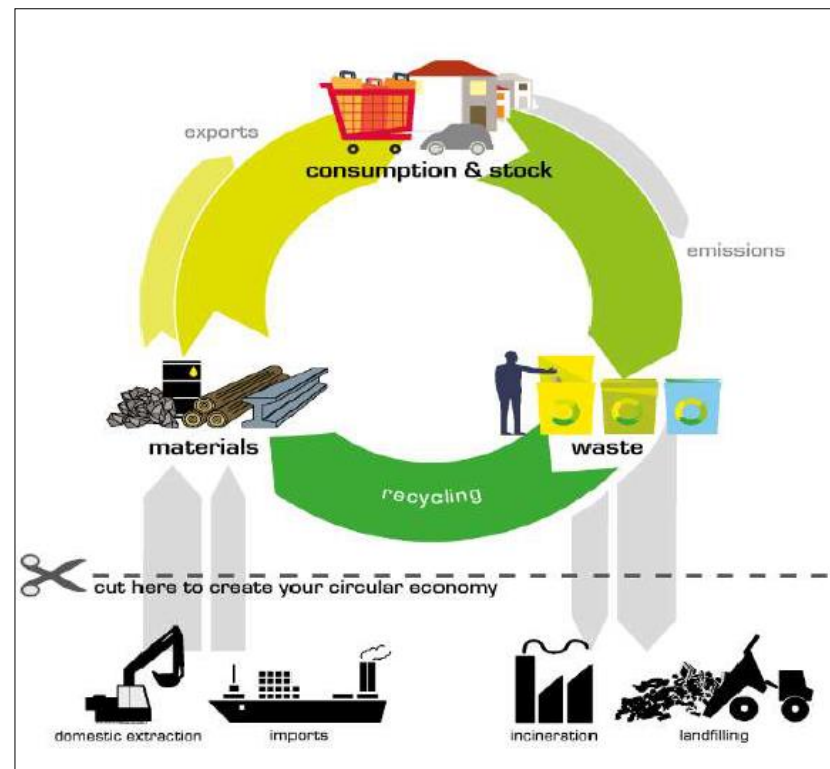 exports
consumption & stock
emissions
materials
waste
recycling
cut here to create your circular economy
domestic extraction
imports
incineration
landfilling